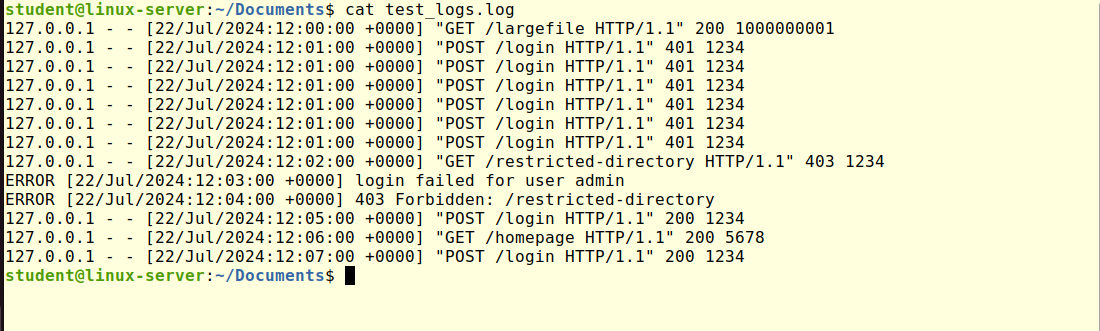 student@linux-server:~/Documents$ cat test_logs.log
127.0.0.1 - - [22/Jul/2024:12:00:00 +0000] "GET /largefile HTTP/1.1" 200 1000000001
127.0.0.1 - - [22/Jul/2024:12:01:00 +0000] "POST /login HTTP/1.1" 401 1234
127.0.0.1 - - [22/Jul/2024:12:01:00 +0000] "POST /login HTTP/1.1" 401 1234
127.0.0.1 - - [22/Jul/2024:12:01:00 +0000] "POST /login HTTP/1.1" 401 1234
127.0.0.1 - - [22/Jul/2024:12:01:00 +0000] "POST /login HTTP/1.1" 401 1234
127.0.0.1 - - [22/Jul/2024:12:01:00 +0000] "POST /login HTTP/1.1" 401 1234
127.0.0.1 - - [22/Jul/2024:12:01:00 +0000] "POST /login HTTP/1.1" 401 1234
127.0.0.1 - - [22/Jul/2024:12:02:00 +0000] "GET /restricted-directory HTTP/1.1" 403 1234
ERROR [22/Jul/2024:12:03:00 +0000] login failed for user admin
ERROR [22/Jul/2024:12:04:00 +0000] 403 Forbidden: /restricted-directory
127.0.0.1 - - [22/Jul/2024:12:05:00 +0000] "POST /login HTTP/1.1" 200 1234
127.0.0.1 - - [22/Jul/2024:12:06:00 +0000] "GET /homepage HTTP/1.1" 200 5678
127.0.0.1 - - [22/Jul/2024:12:07:00 +0000] "POST /login HTTP/1.1" 200 1234
student@linux-server:~/Documents$